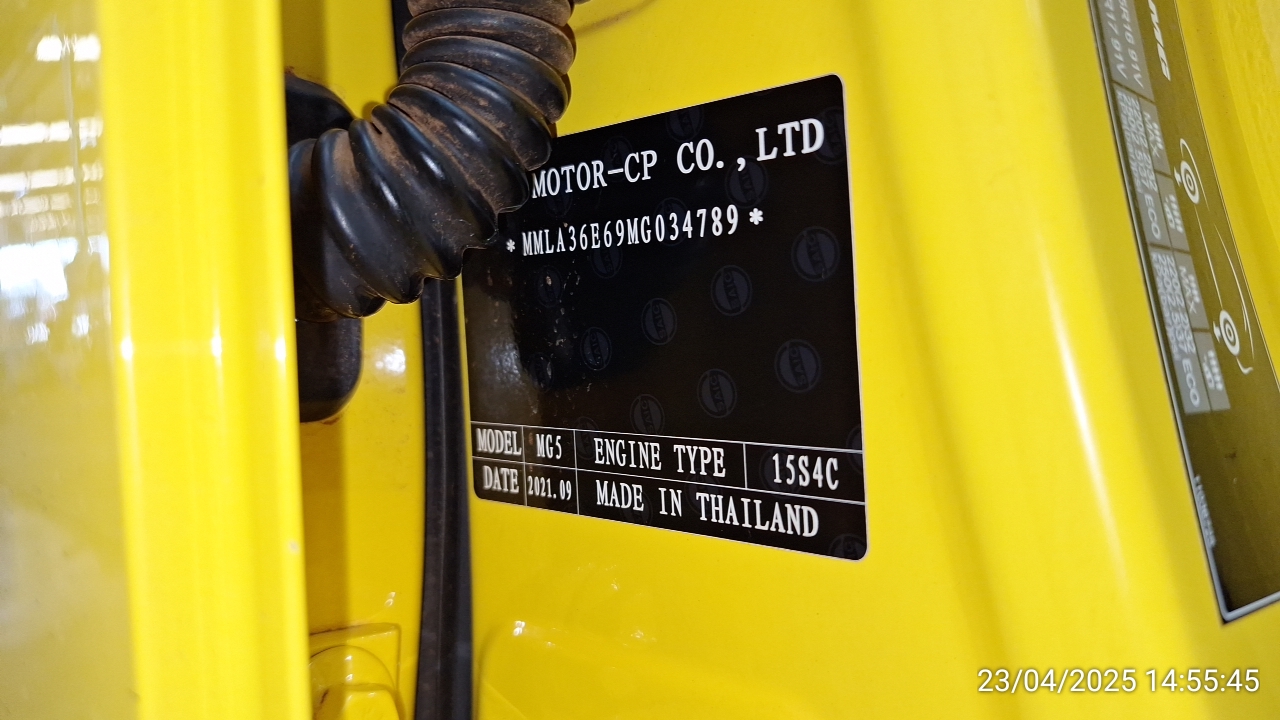 MOTOR-CP CO.,LTD
*MMLA36E69MG034789*
MODEL MG5 ENGINE TYPE 15S4C
DATE 2021.09 MADE IN THAILAND
23/04/2025 14:55:45